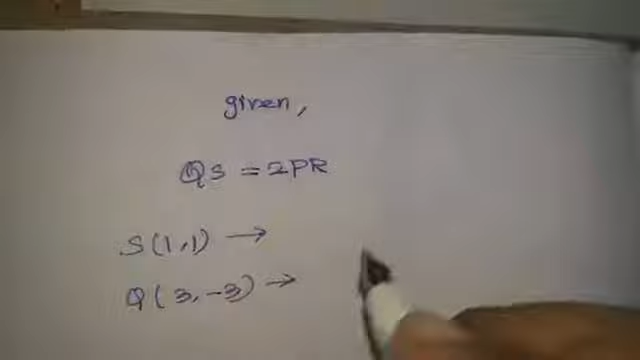 given,
QS = 2PR
S(1,1) →
Q(3,-3) →